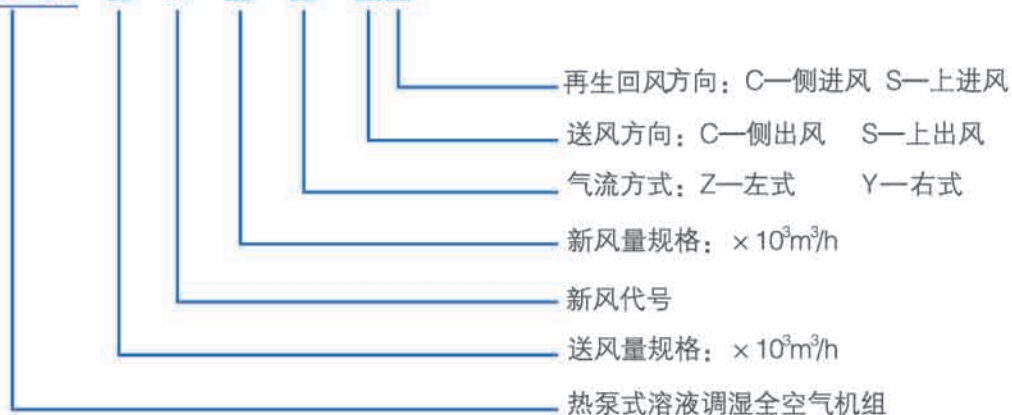 再生回风方向：C—侧进风 S—上进风
送风方向：C—侧出风 S—上出风
气流方式：Z—左式 Y—右式
新风量规格：× 10³m³/h
新风代号
送风量规格：× 10³m³/h
热泵式溶液调湿全空气机组